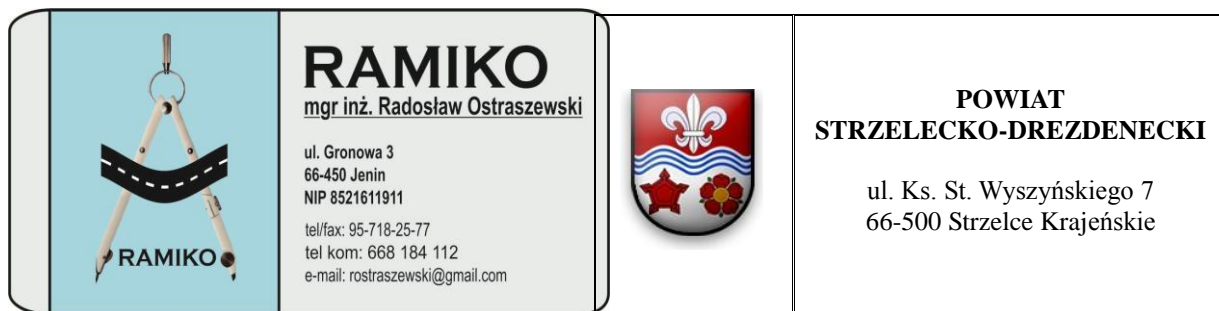 RAMIKO
RAMIKO
mgr inż. Radosław Ostraszewski
ul. Gronowa 3
66-450 Jenin
NIP 8521611911
tel/fax: 95-718-25-77
tel kom: 668 184 112
e-mail: rostraszewski@gmail.com
POWIAT
STRZELECKO-DREZDENECKI
ul. Ks. St. Wyszyńskiego 7
66-500 Strzelce Krajeńskie